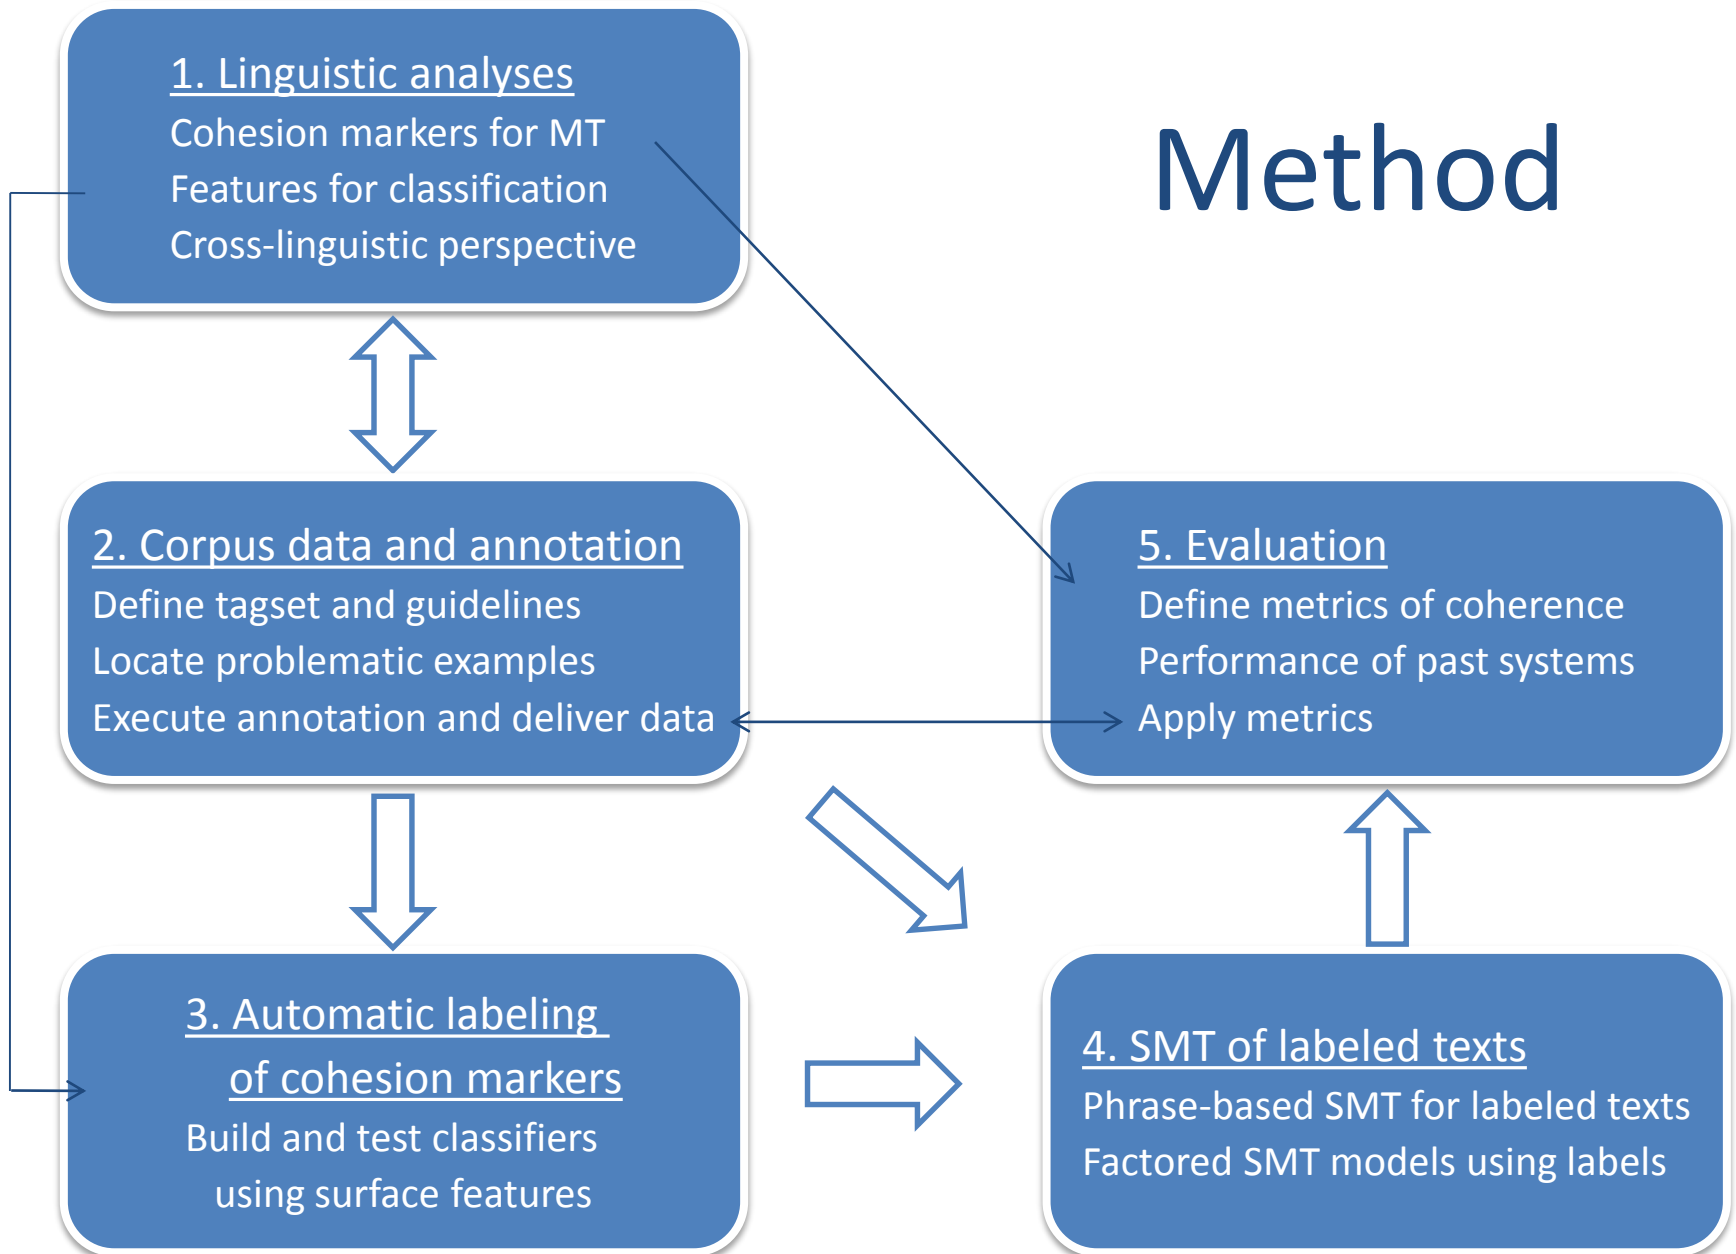 Method
1. Linguistic analyses
Cohesion markers for MT
Features for classification
Cross-linguistic perspective
2. Corpus data and annotation
Define tagset and guidelines
Locate problematic examples
Execute annotation and deliver data
3. Automatic labeling
of cohesion markers
Build and test classifiers
using surface features
4. SMT of labeled texts
Phrase-based SMT for labeled texts
Factored SMT models using labels
5. Evaluation
Define metrics of coherence
Performance of past systems
Apply metrics